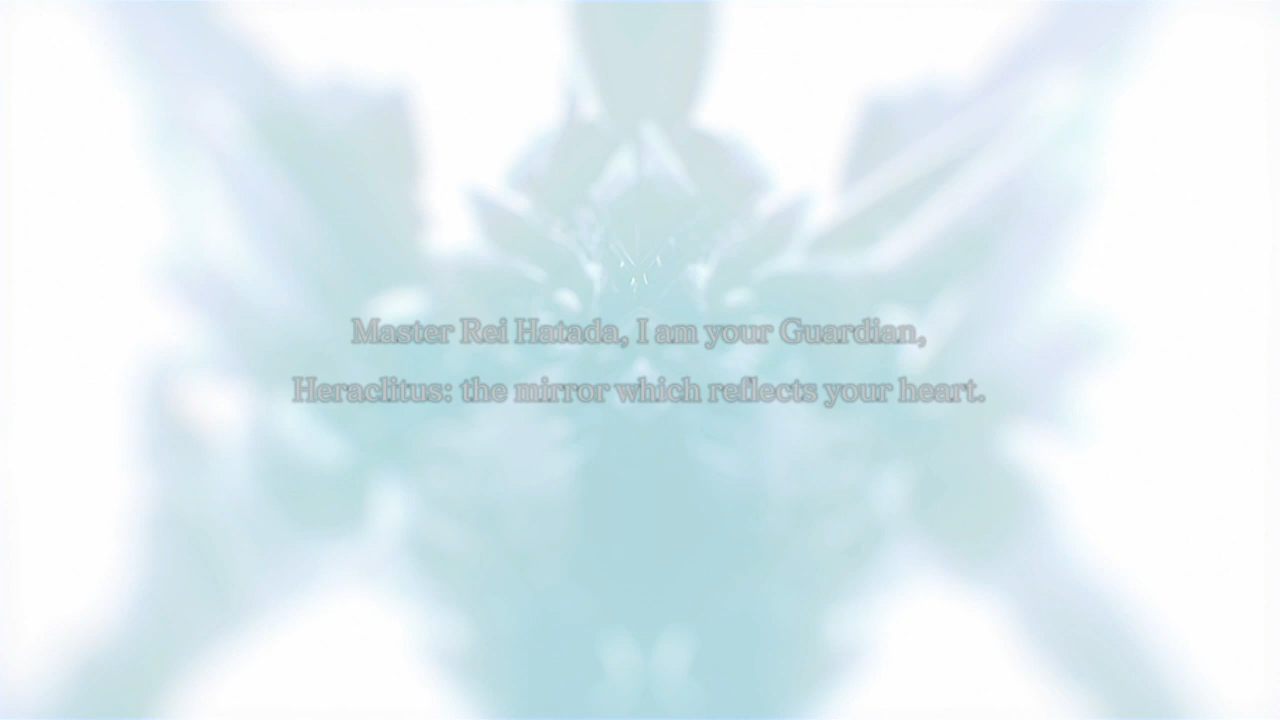 Master Rei Hatada, I am your Guardian,
Heraclitus: the mirror which reflects your heart.